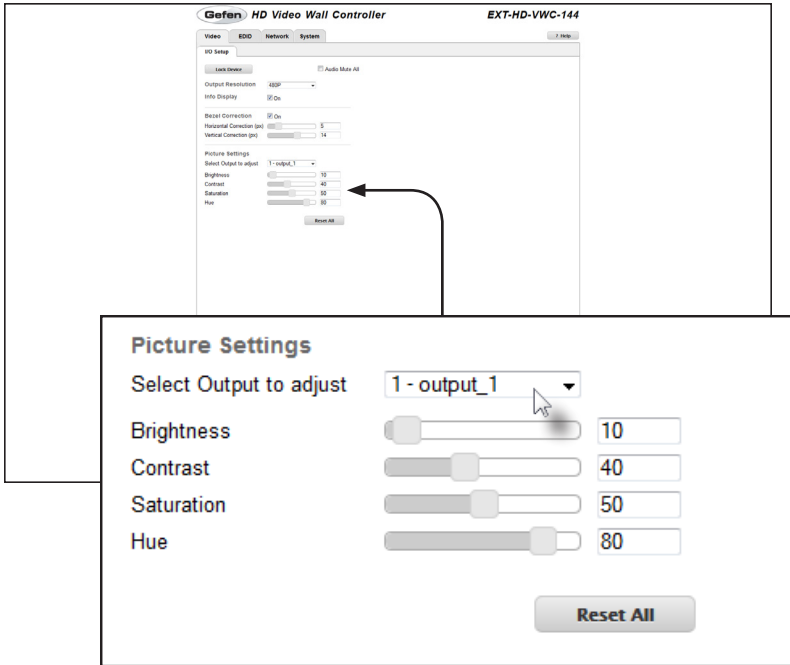 Gefen HD Video Wall Controller EXT-HD-VWC-144
Video EDID Network System ? Help
I/O Setup
Lock Device Audio Mute All
Output Resolution 480P
Info Display On
Bezel Correction On
Horizontal Correction (px) 5
Vertical Correction (px) 14
Picture Settings
Select Output to adjust 1 - output_1
Brightness 10
Contrast 40
Saturation 50
Hue 80
Reset All
Picture Settings
Select Output to adjust 1 - output_1
Brightness 10
Contrast 40
Saturation 50
Hue 80
Reset All